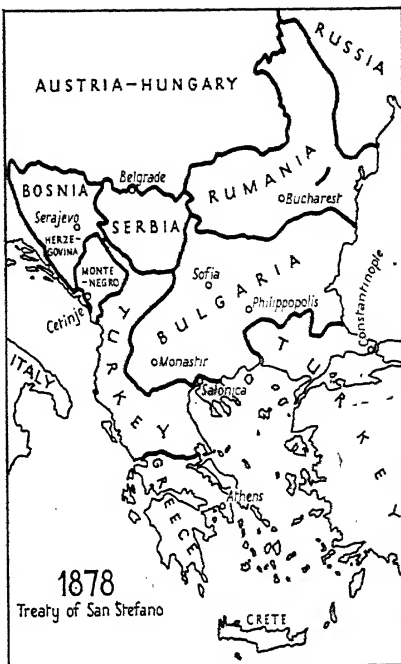 RUSSIA
AUSTRIA-HUNGARY
RUMANIA
Bucharest
Belgrade
BOSNIA
Serajevo
HERZE-
GOVINA
SERBIA
MONTE
-NEGRO
Cetinje
Sofia
BULGARIA
Philippopolis
Constantinople
Monastir
TURKEY
TURKEY
Salonica
ITALY
GREECE
Athens
1878
Treaty of San Stefano
CRETE